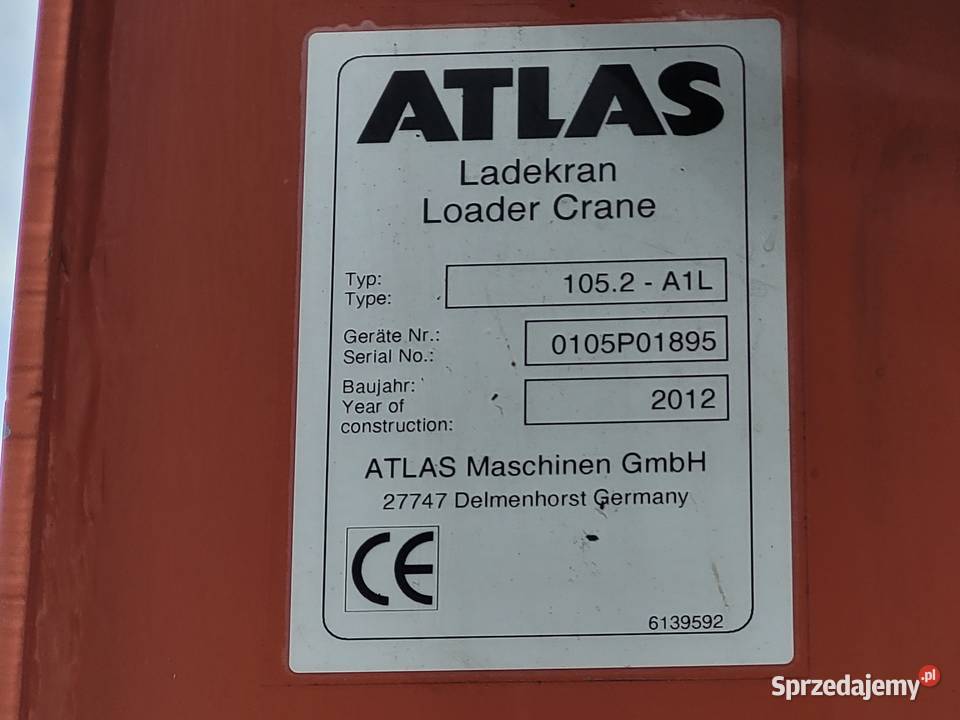 ATLAS
Ladekran
Loader Crane
Typ:
Type:
105.2 - A1L
Geräte Nr.:
Serial No.:
0105P01895
Baujahr:
Year of
construction:
2012
ATLAS Maschinen GmbH
27747 Delmenhorst Germany
CE
6139592
Sprzedajemy.pl